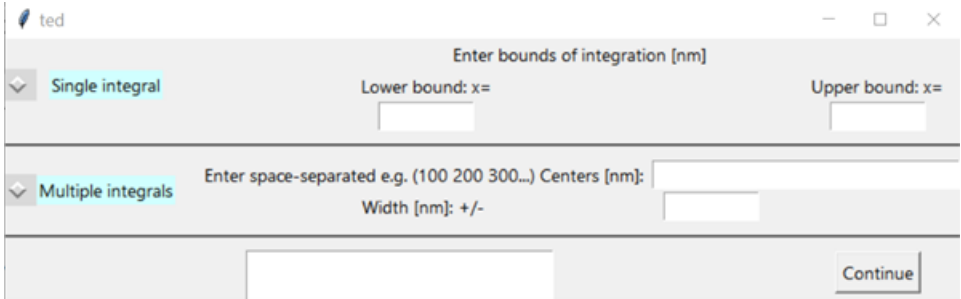 ted
Enter bounds of integration [nm]
Single integral
Lower bound: x=
Upper bound: x=
Enter space-separated e.g. (100 200 300...) Centers [nm]:
Multiple integrals
Width [nm]: +/-
Continue